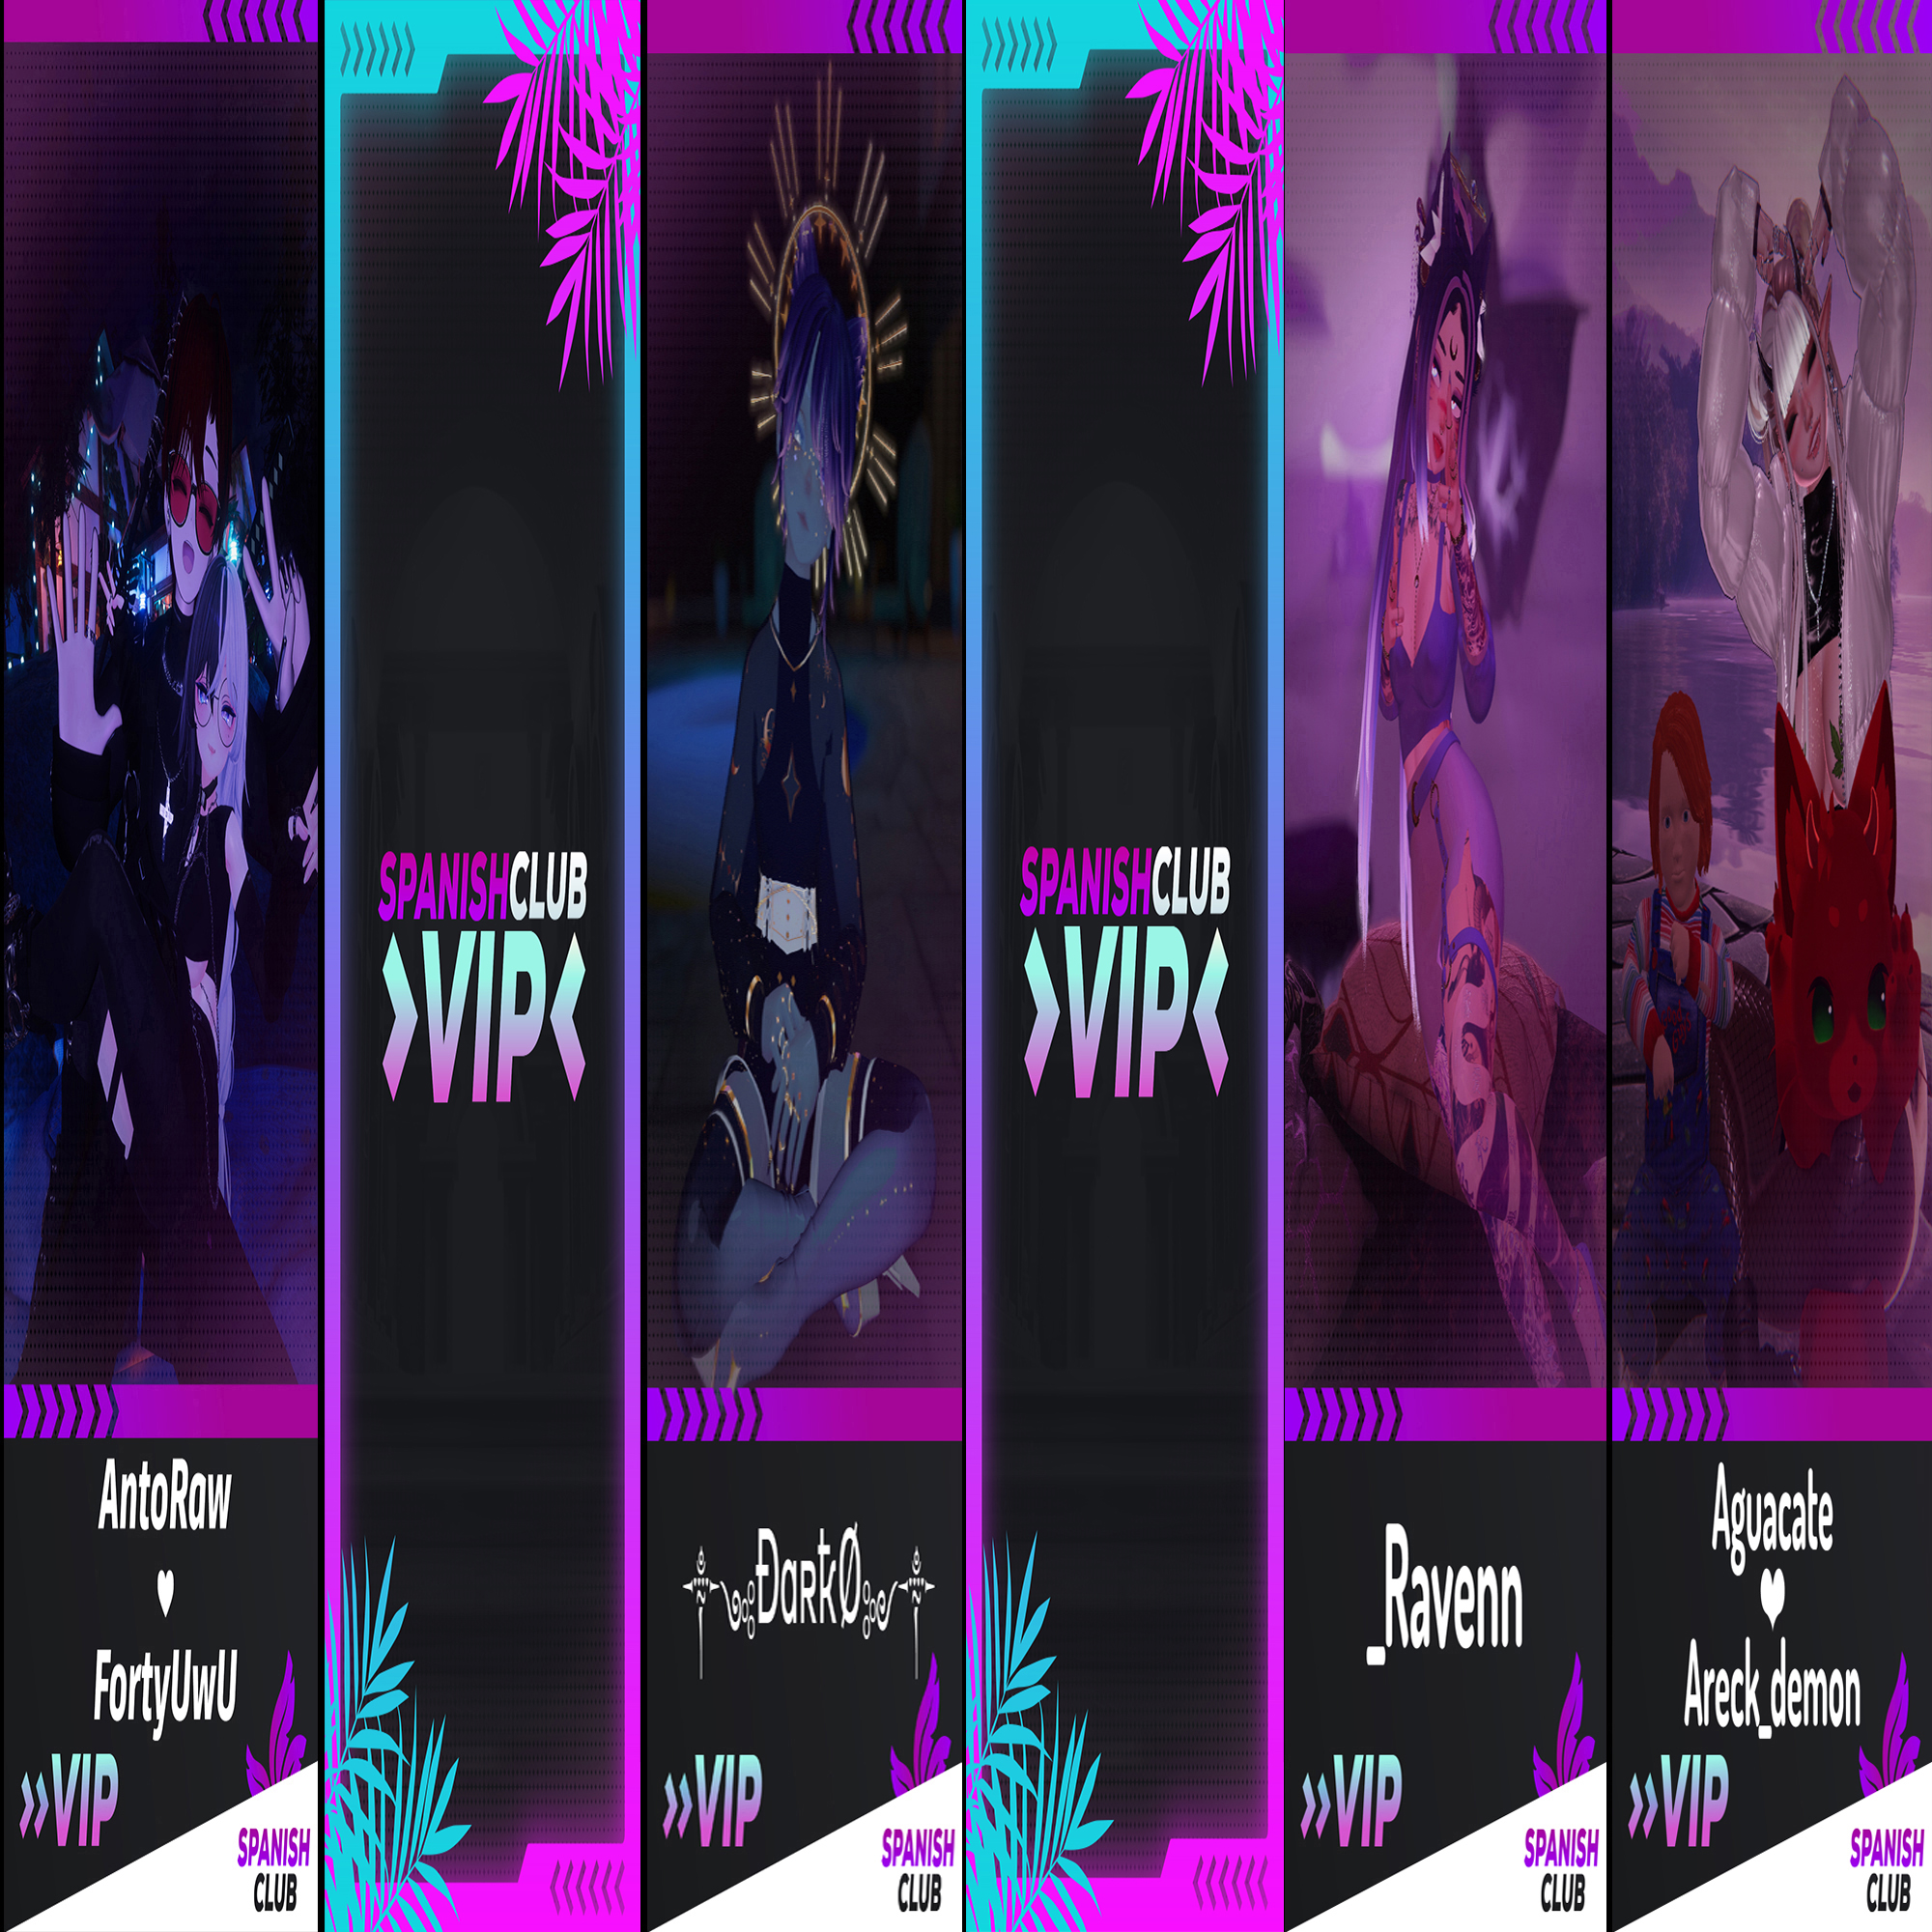 AntoRaw
♥
FortyUwU
VIP
SPANISH
CLUB
SPANISHCLUB
VIP
ĐaʀꝁØ
VIP
SPANISH
CLUB
SPANISHCLUB
VIP
_Ravenn
VIP
SPANISH
CLUB
Aguacate
♥
Areck_demon
VIP
SPANISH
CLUB